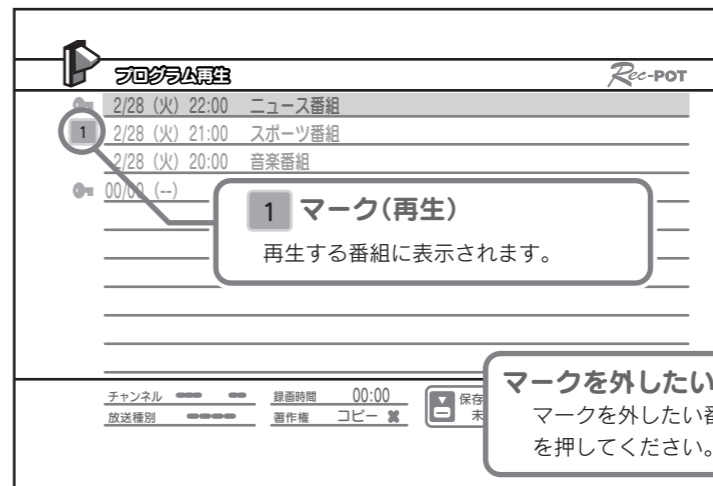 プログラム再生
Rec-POT
2/28 (火) 22:00 ニュース番組
1 2/28 (火) 21:00 スポーツ番組
2/28 (火) 20:00 音楽番組
00/00 (--)
1 マーク(再生)
再生する番組に表示されます。
チャンネル --- -- 録画時間 00:00 保存
放送種別 ---- 著作権 コピー ✖ 未
マークを外したい
マークを外したい番
を押してください。